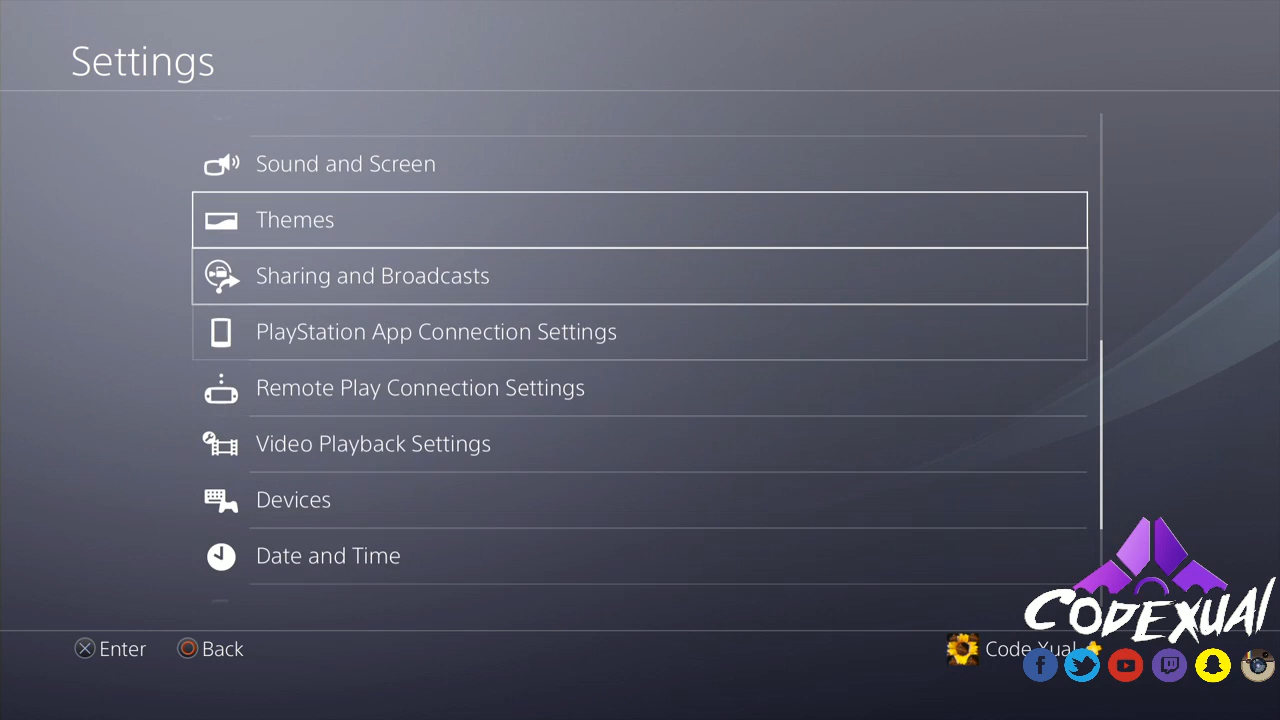 Settings
Sound and Screen
Themes
Sharing and Broadcasts
PlayStation App Connection Settings
Remote Play Connection Settings
Video Playback Settings
Devices
Date and Time
CODEXUAl
Enter
Back
Code Xual